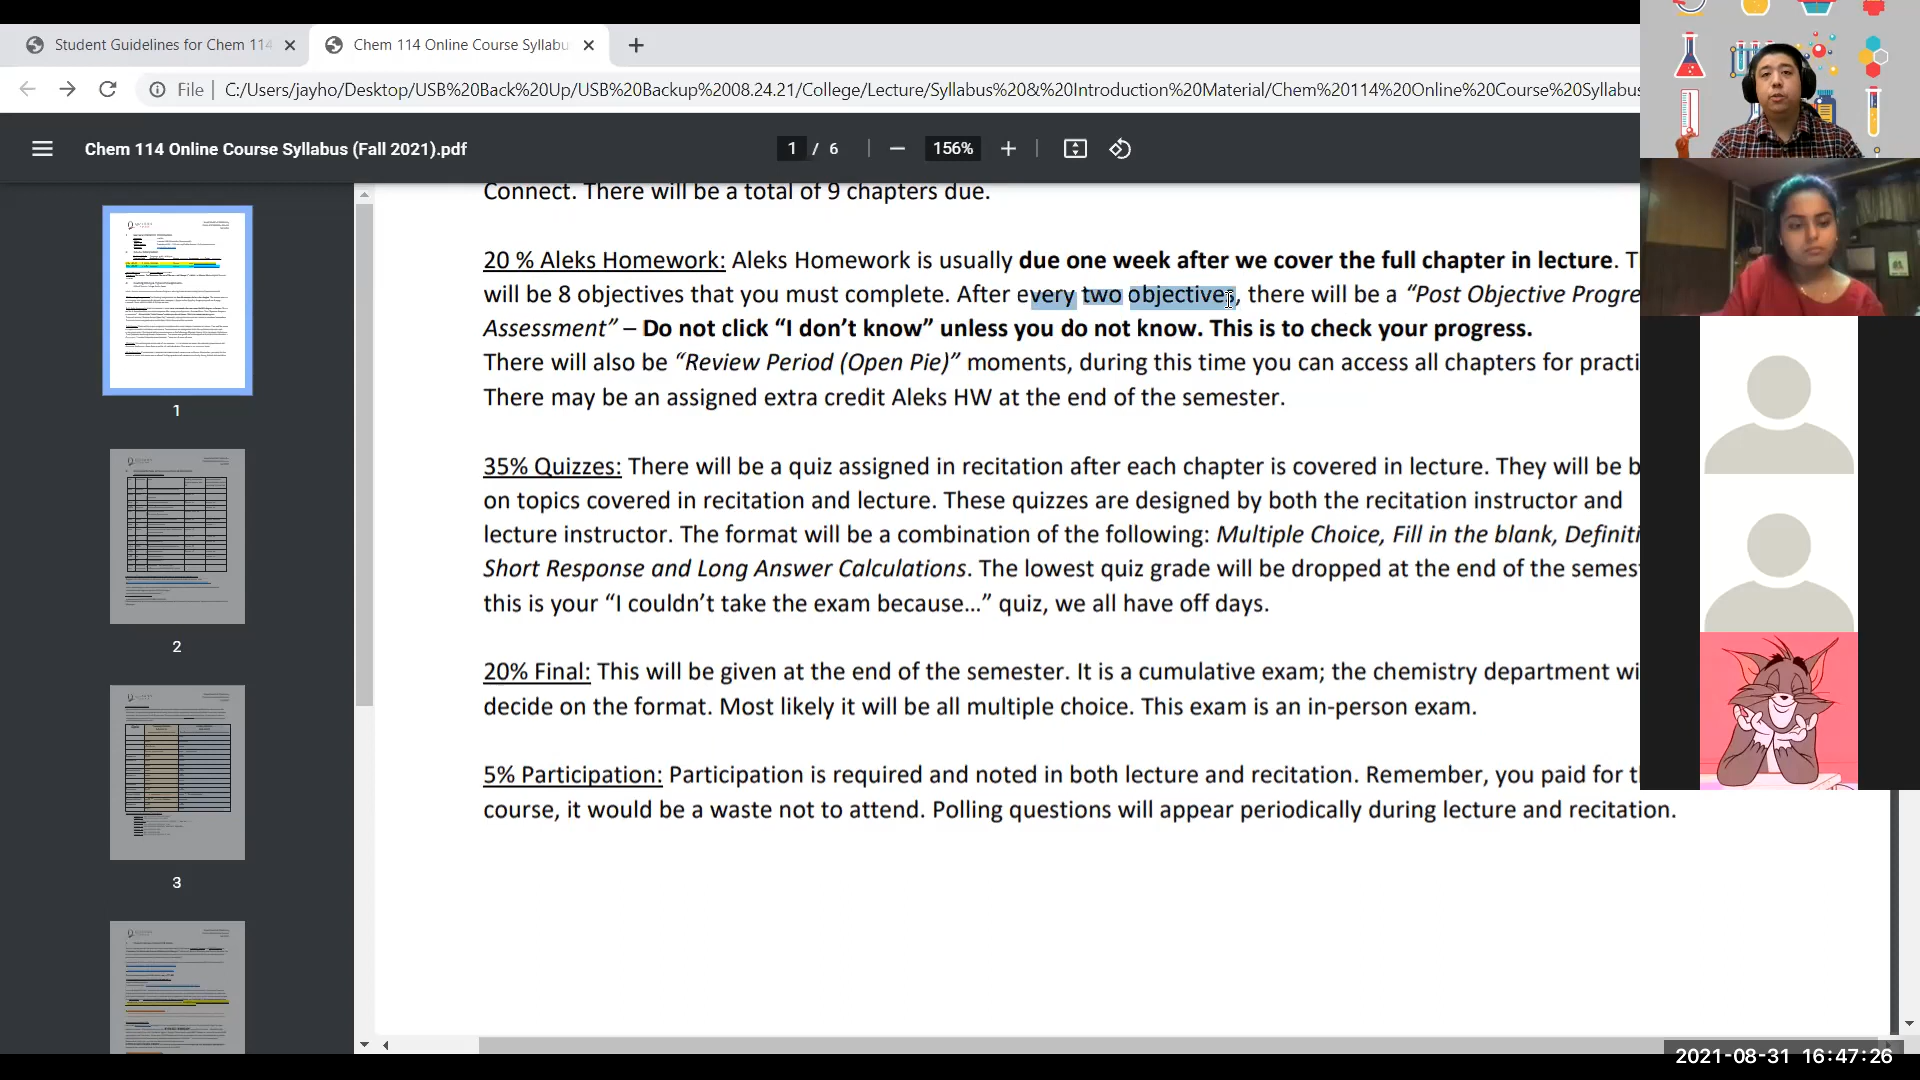 Student Guidelines for Chem 114
Chem 114 Online Course Syllabu
File
C:/Users/jayho/Desktop/USB%20Back%20Up/USB%20Backup%2008.24.21/College/Lecture/Syllabus%20&%20Introduction%20Material/Chem%20114%20Online%20Course%20Syllabus
Chem 114 Online Course Syllabus (Fall 2021).pdf
1 / 6
156%
Connect. There will be a total of 9 chapters due.
20 % Aleks Homework: Aleks Homework is usually due one week after we cover the full chapter in lecture. T
will be 8 objectives that you must complete. After every two objectives, there will be a “Post Objective Progre
Assessment” – Do not click “I don’t know” unless you do not know. This is to check your progress.
There will also be “Review Period (Open Pie)” moments, during this time you can access all chapters for practi
There may be an assigned extra credit Aleks HW at the end of the semester.
35% Quizzes: There will be a quiz assigned in recitation after each chapter is covered in lecture. They will be b
on topics covered in recitation and lecture. These quizzes are designed by both the recitation instructor and
lecture instructor. The format will be a combination of the following: Multiple Choice, Fill in the blank, Definiti
Short Response and Long Answer Calculations. The lowest quiz grade will be dropped at the end of the semes
this is your “I couldn’t take the exam because…” quiz, we all have off days.
20% Final: This will be given at the end of the semester. It is a cumulative exam; the chemistry department wi
decide on the format. Most likely it will be all multiple choice. This exam is an in-person exam.
5% Participation: Participation is required and noted in both lecture and recitation. Remember, you paid for t
course, it would be a waste not to attend. Polling questions will appear periodically during lecture and recitation.
1
2
3
2021-08-31 16:47:26